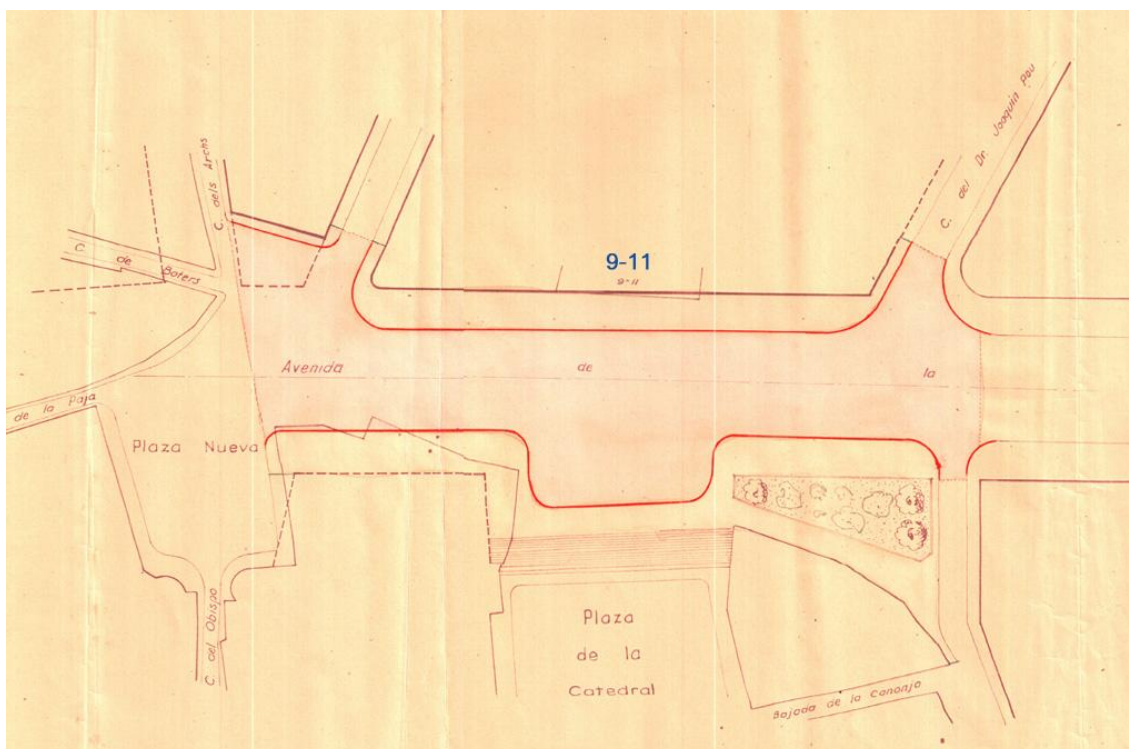 C. del Dr. Joaquín Pou
C. dels Archs
C. de Boters
9-11
9-11
Avenida de la
de la Paja
Plaza Nueva
C. del Obispo
Plaza
de la
Catedral
Bajada de la Canonja